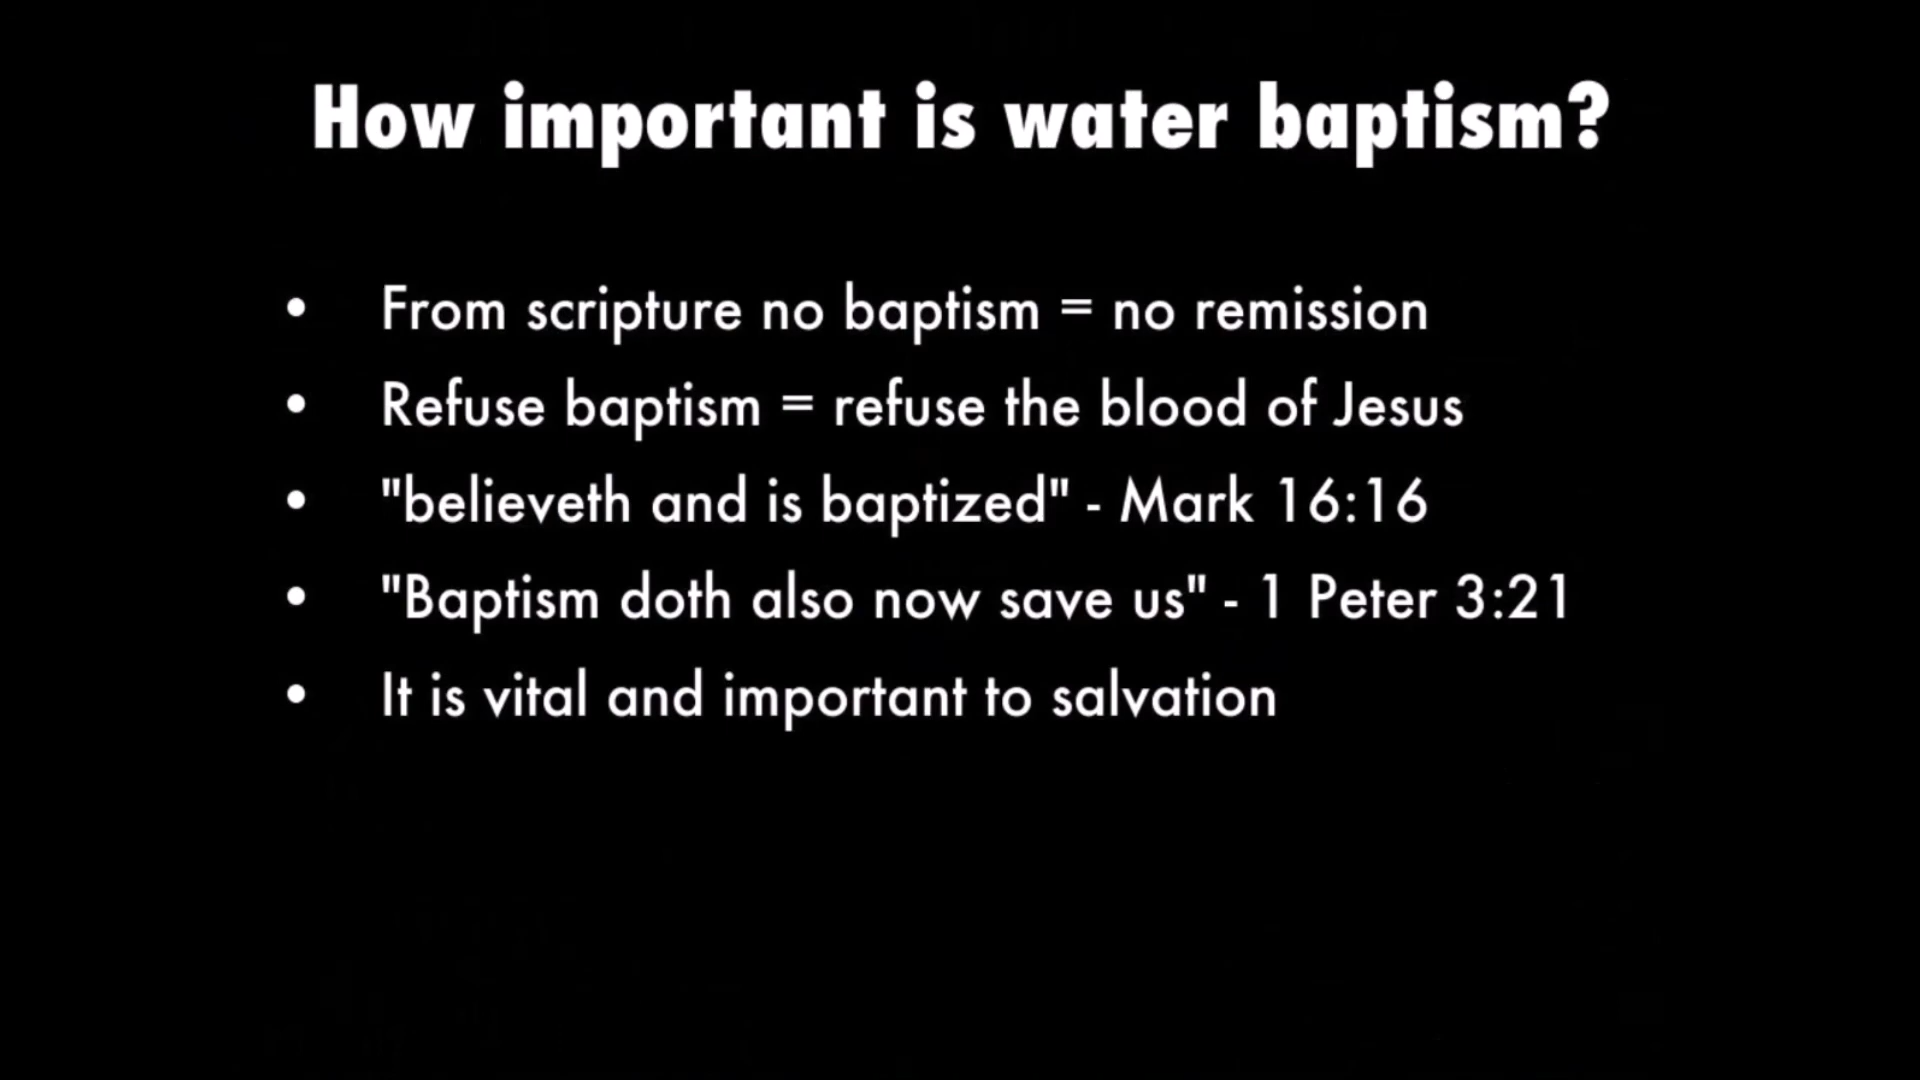 How important is water baptism?
• From scripture no baptism = no remission
• Refuse baptism = refuse the blood of Jesus
• "believeth and is baptized" - Mark 16:16
• "Baptism doth also now save us" - 1 Peter 3:21
• It is vital and important to salvation